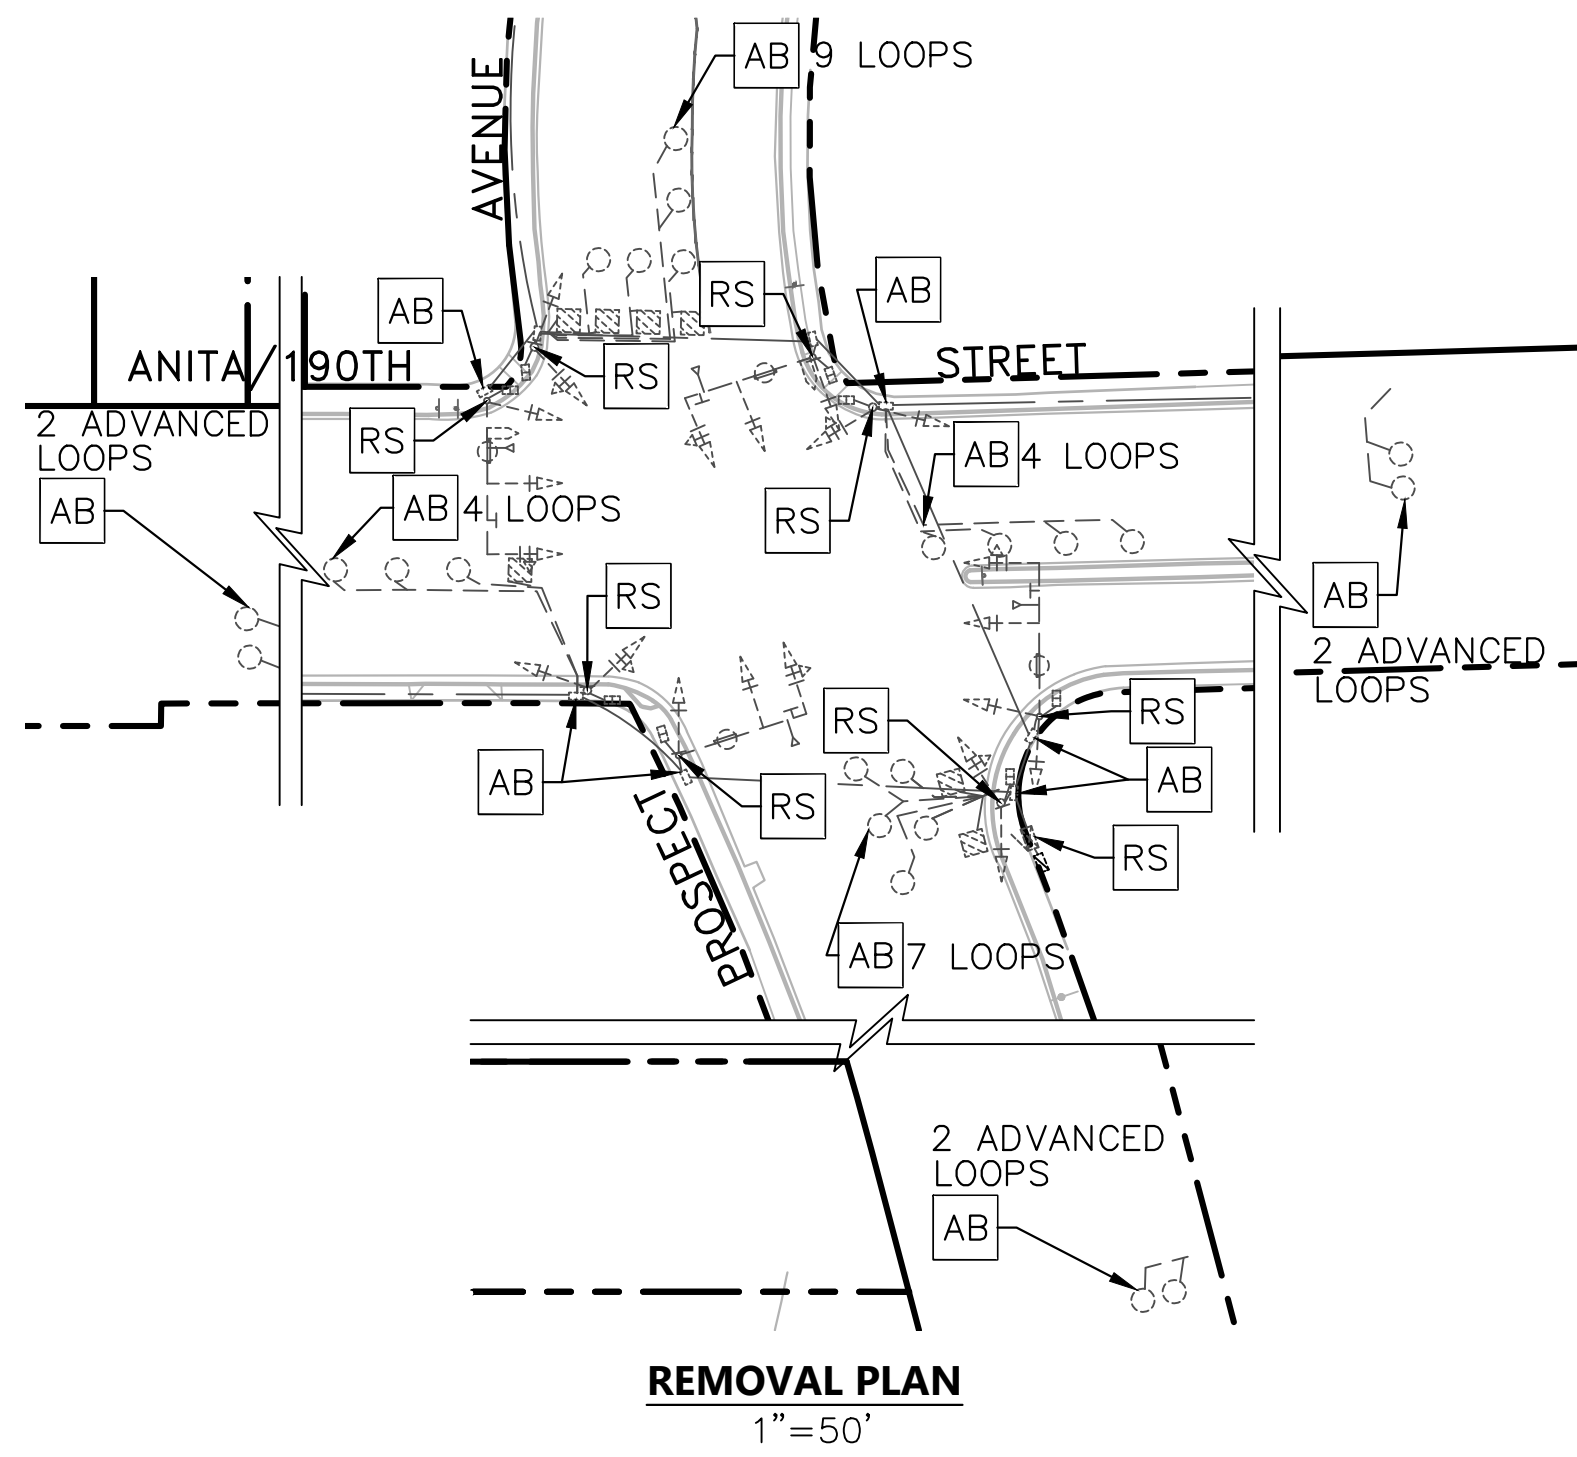 AB 9 LOOPS
AVENUE
RS
AB
AB
RS
STREET
ANITA/190TH
RS
2 ADVANCED
LOOPS
AB
AB 4 LOOPS
AB 4 LOOPS
RS
RS
AB
2 ADVANCED
LOOPS
RS
RS
AB
AB
RS
PROSPECT
RS
AB 7 LOOPS
2 ADVANCED
LOOPS
AB
REMOVAL PLAN
1"=50'